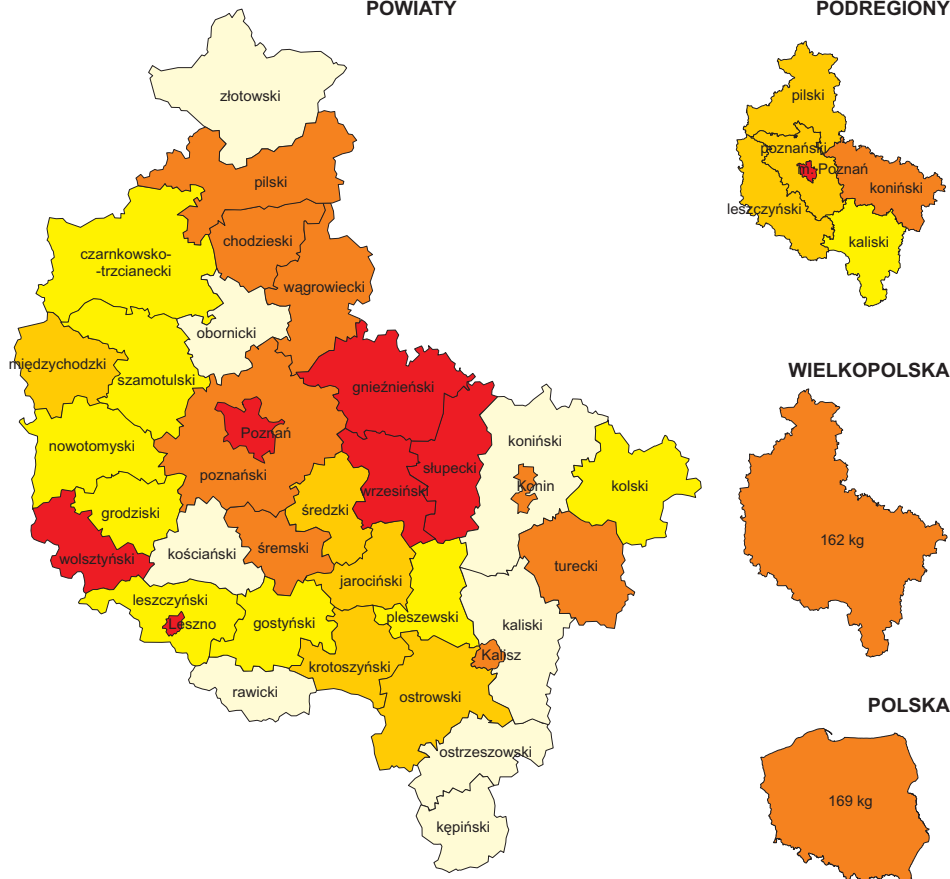 POWIATY
złotowski
pilski
chodzieski
czarnkowsko-
-trzcianecki
wągrowiecki
obornicki
międzychodzki
szamotulski
gnieźnieński
Poznań
nowotomyski
poznański
koniński
słupecki
Konin
kolski
wrzesiński
średzki
grodziski
kościański
śremski
wolsztyński
turecki
jarociński
leszczyński
Leszno
gostyński
pleszewski
kaliski
Kalisz
krotoszyński
rawicki
ostrowski
ostrzeszowski
kępiński
PODREGIONY
pilski
poznański
m. Poznań
koniński
leszczyński
kaliski
WIELKOPOLSKA
162 kg
POLSKA
169 kg